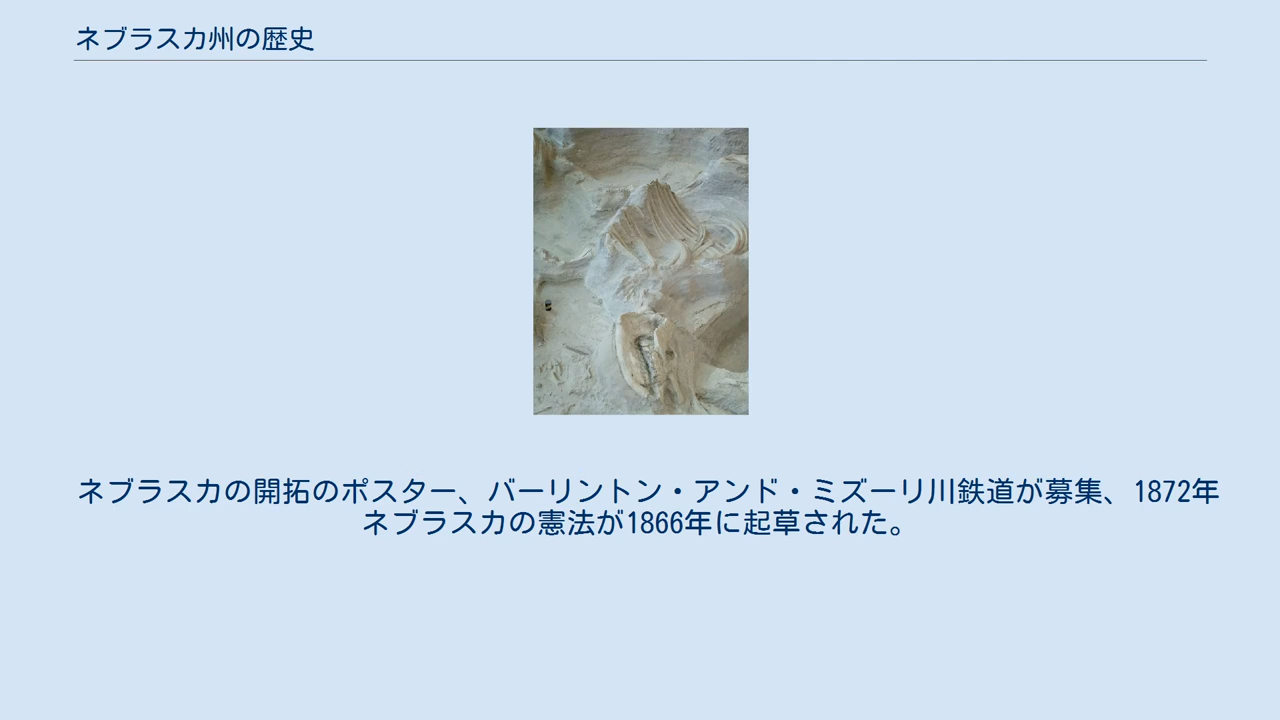 ネブラスカ州の歴史
ネブラスカの開拓のポスター、バーリントン・アンド・ミズーリ川鉄道が募集、1872年
ネブラスカの憲法が1866年に起草された。